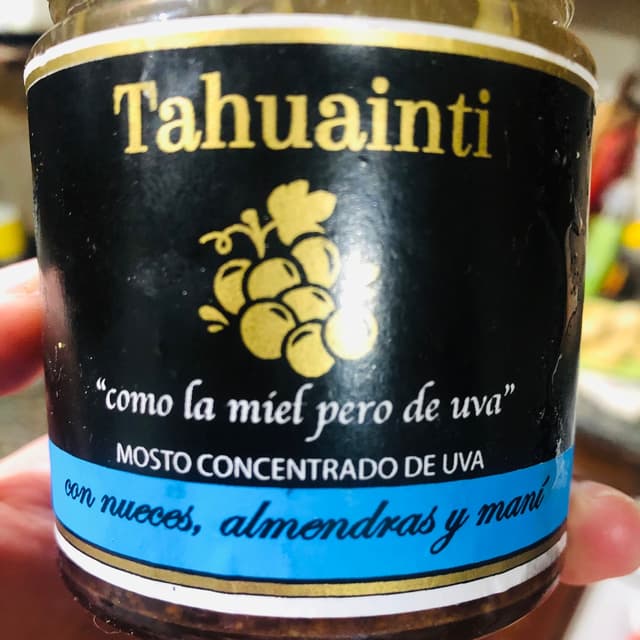 Tahuainti
"como la miel pero de uva"
MOSTO CONCENTRADO DE UVA
con nueces, almendras y maní